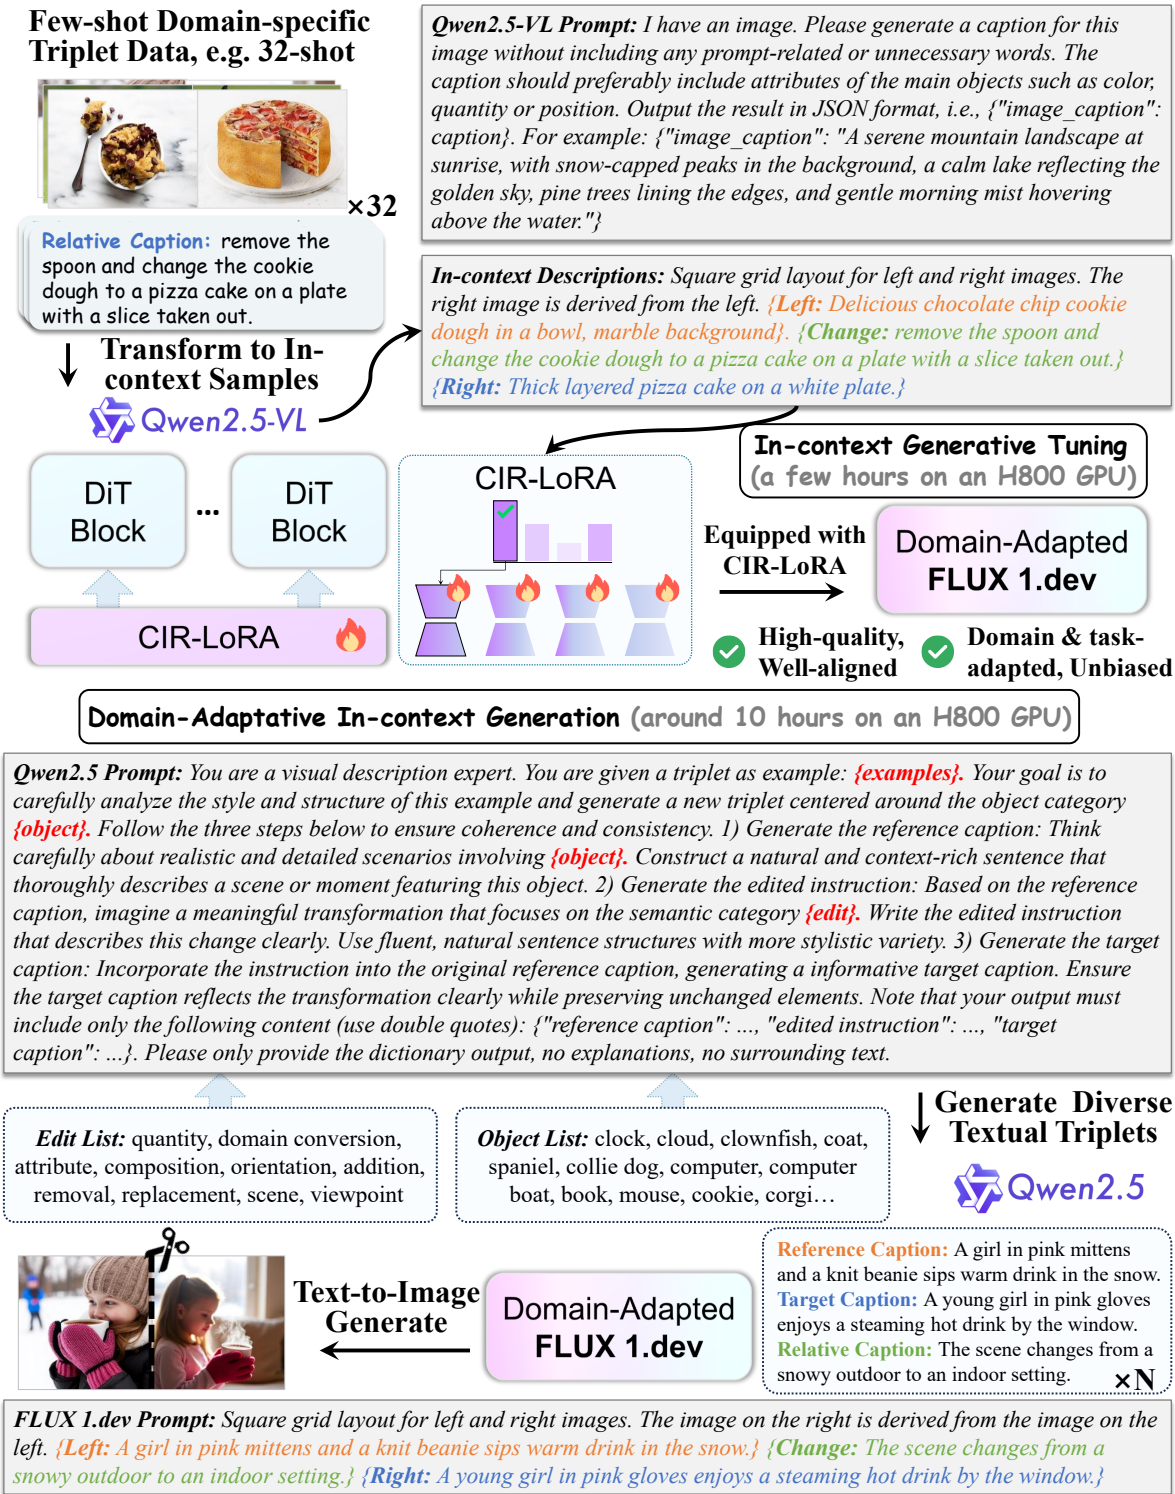 Few-shot Domain-specific
Triplet Data, e.g. 32-shot
×32
Relative Caption: remove the
spoon and change the cookie
dough to a pizza cake on a plate
with a slice taken out.
Transform to In-
context Samples
Qwen2.5-VL
Qwen2.5-VL Prompt: I have an image. Please generate a caption for this
image without including any prompt-related or unnecessary words. The
caption should preferably include attributes of the main objects such as color,
quantity or position. Output the result in JSON format, i.e., {"image_caption":
caption}. For example: {"image_caption": "A serene mountain landscape at
sunrise, with snow-capped peaks in the background, a calm lake reflecting the
golden sky, pine trees lining the edges, and gentle morning mist hovering
above the water."}
In-context Descriptions: Square grid layout for left and right images. The
right image is derived from the left. {Left: Delicious chocolate chip cookie
dough in a bowl, marble background}. {Change: remove the spoon and
change the cookie dough to a pizza cake on a plate with a slice taken out.}
{Right: Thick layered pizza cake on a white plate.}
In-context Generative Tuning
(a few hours on an H800 GPU)
DiT
Block
...
DiT
Block
CIR-LoRA
CIR-LoRA
Equipped with
CIR-LoRA
Domain-Adapted
FLUX 1.dev
High-quality,
Well-aligned
Domain & task-
adapted, Unbiased
Domain-Adaptative In-context Generation (around 10 hours on an H800 GPU)
Qwen2.5 Prompt: You are a visual description expert. You are given a triplet as example: {examples}. Your goal is to
carefully analyze the style and structure of this example and generate a new triplet centered around the object category
{object}. Follow the three steps below to ensure coherence and consistency. 1) Generate the reference caption: Think
carefully about realistic and detailed scenarios involving {object}. Construct a natural and context-rich sentence that
thoroughly describes a scene or moment featuring this object. 2) Generate the edited instruction: Based on the reference
caption, imagine a meaningful transformation that focuses on the semantic category {edit}. Write the edited instruction
that describes this change clearly. Use fluent, natural sentence structures with more stylistic variety. 3) Generate the target
caption: Incorporate the instruction into the original reference caption, generating a informative target caption. Ensure
the target caption reflects the transformation clearly while preserving unchanged elements. Note that your output must
include only the following content (use double quotes): {"reference caption": ..., "edited instruction": ..., "target
caption": ...}. Please only provide the dictionary output, no explanations, no surrounding text.
Edit List: quantity, domain conversion,
attribute, composition, orientation, addition,
removal, replacement, scene, viewpoint
Object List: clock, cloud, clownfish, coat,
spaniel, collie dog, computer, computer
boat, book, mouse, cookie, corgi…
Generate Diverse
Textual Triplets
Qwen2.5
Reference Caption: A girl in pink mittens
and a knit beanie sips warm drink in the snow.
Target Caption: A young girl in pink gloves
enjoys a steaming hot drink by the window.
Relative Caption: The scene changes from a
snowy outdoor to an indoor setting.
×N
Domain-Adapted
FLUX 1.dev
Text-to-Image
Generate
FLUX 1.dev Prompt: Square grid layout for left and right images. The image on the right is derived from the image on the
left. {Left: A girl in pink mittens and a knit beanie sips warm drink in the snow.} {Change: The scene changes from a
snowy outdoor to an indoor setting.} {Right: A young girl in pink gloves enjoys a steaming hot drink by the window.}